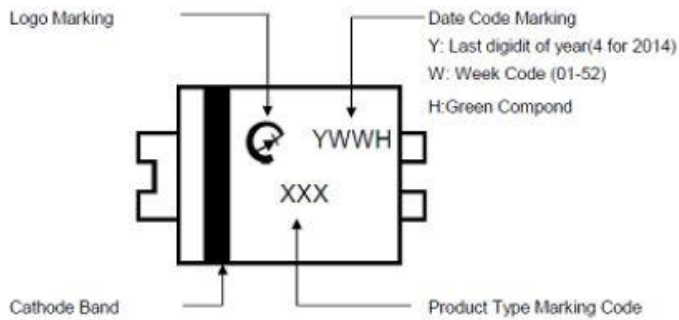 Logo Marking
Date Code Marking
Y: Last digidit of year(4 for 2014)
W: Week Code (01-52)
H:Green Compond
YWWH
XXX
Cathode Band
Product Type Marking Code